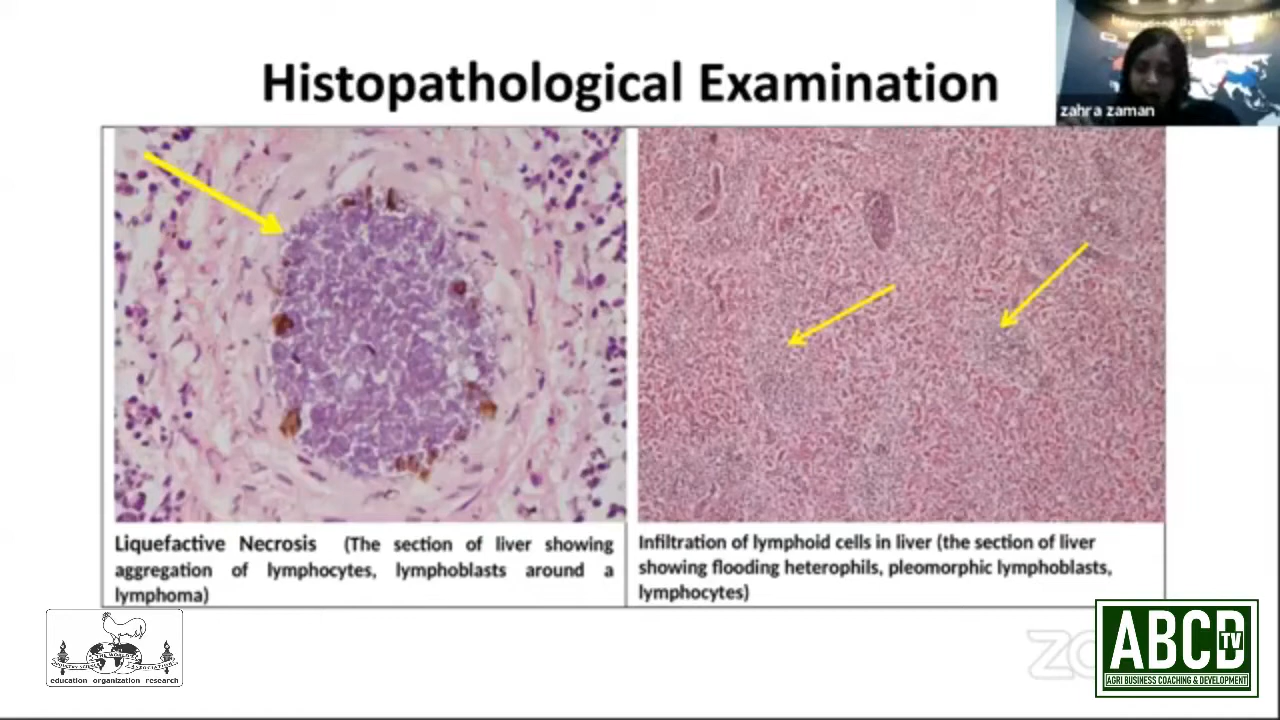 Histopathological Examination
zahra zaman
Liquefactive Necrosis (The section of liver showing
aggregation of lymphocytes, lymphoblasts around a
lymphoma)
Infiltration of lymphoid cells in liver (the section of liver
showing flooding heterophils, pleomorphic lymphoblasts,
lymphocytes)
education organization research
ABCD
TV
AGRI BUSINESS COACHING & DEVELOPMENT